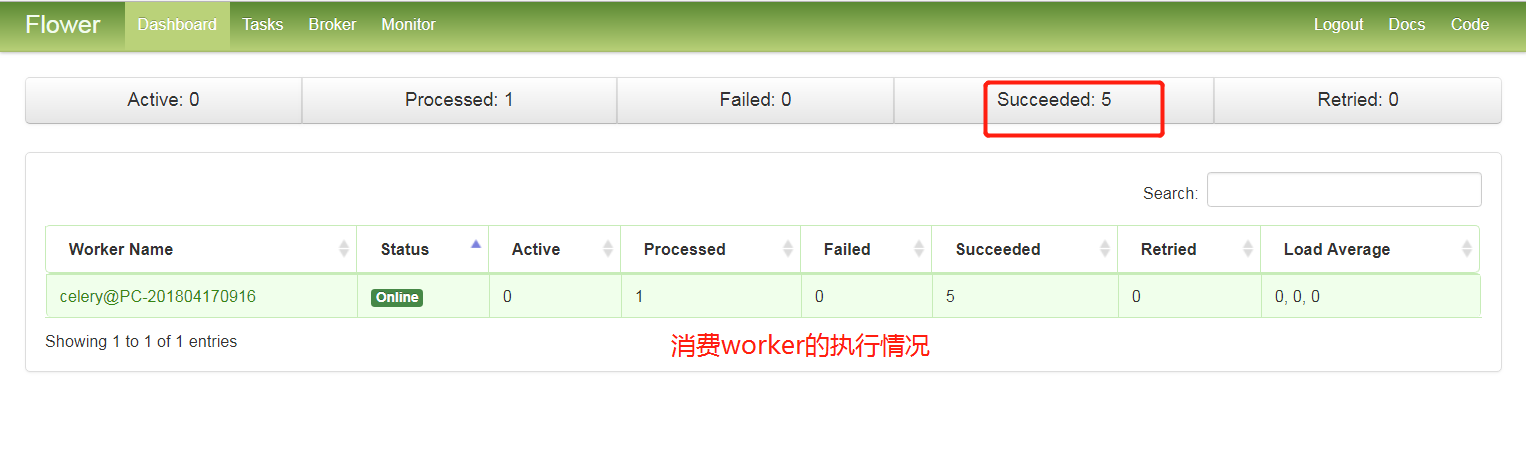 Flower Dashboard Tasks Broker Monitor Logout Docs Code
Active: 0 Processed: 1 Failed: 0 Succeeded: 5 Retried: 0
Search:
Worker Name Status Active Processed Failed Succeeded Retried Load Average
celery@PC-201804170916 Online 0 1 0 5 0 0, 0, 0
Showing 1 to 1 of 1 entries
消费worker的执行情况